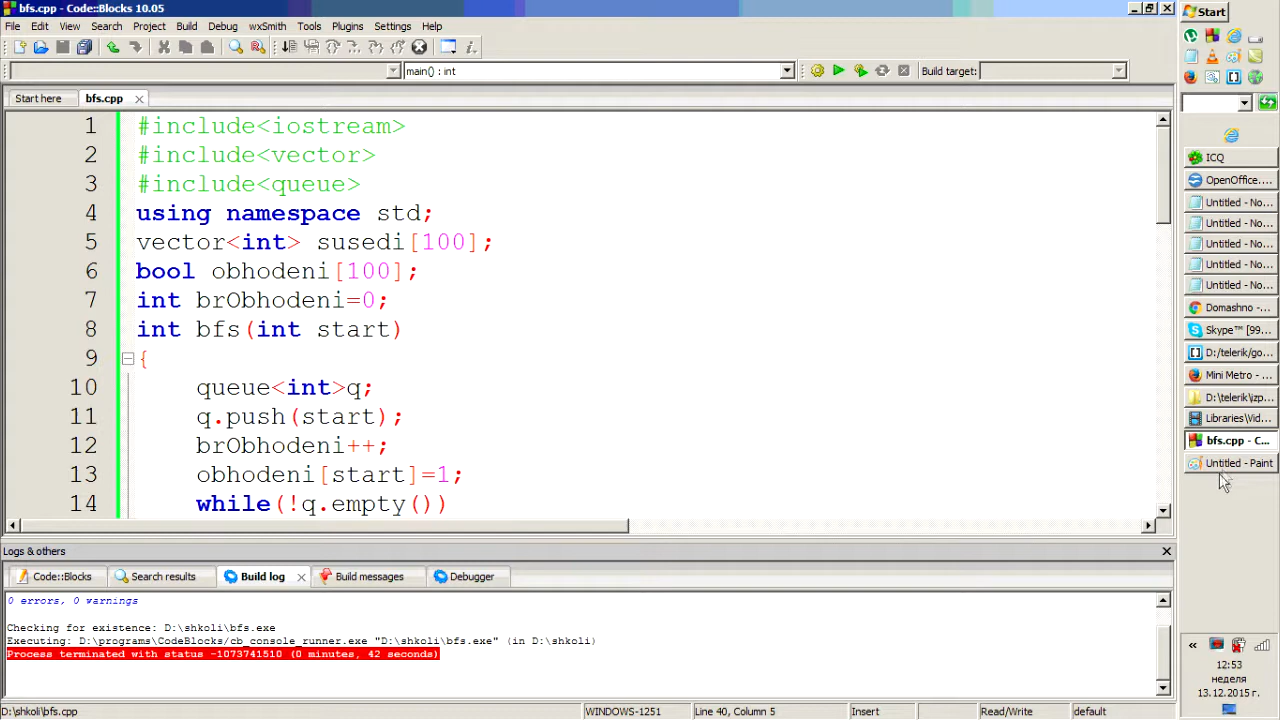 bfs.cpp - Code::Blocks 10.05
File Edit View Search Project Build Debug wxSmith Tools Plugins Settings Help
main() : int
Build target:
Start here
bfs.cpp
1 #include<iostream>
2 #include<vector>
3 #include<queue>
4 using namespace std;
5 vector<int> susedi[100];
6 bool obhodeni[100];
7 int brObhodeni=0;
8 int bfs(int start)
9 {
10 queue<int>q;
11 q.push(start);
12 brObhodeni++;
13 obhodeni[start]=1;
14 while(!q.empty())
Logs & others
Code::Blocks
Search results
Build log
Build messages
Debugger
0 errors, 0 warnings
Checking for existence: D:\shkoli\bfs.exe
Executing: D:\programs\CodeBlocks/cb_console_runner.exe "D:\shkoli\bfs.exe" (in D:\shkoli)
Process terminated with status -1073741510 (0 minutes, 42 seconds)
D:\shkoli\bfs.cpp
WINDOWS-1251
Line 40, Column 5
Insert
Read/Write
default
Start
ICQ
OpenOffice....
Untitled - No...
Untitled - No...
Untitled - No...
Untitled - No...
Untitled - No...
Domashno -...
Skype™ [99...
D:/telerik/go...
Mini Metro - ...
D:\telerik\izp...
Libraries\Vid...
bfs.cpp - C...
Untitled - Paint
12:53
неделя
13.12.2015 г.